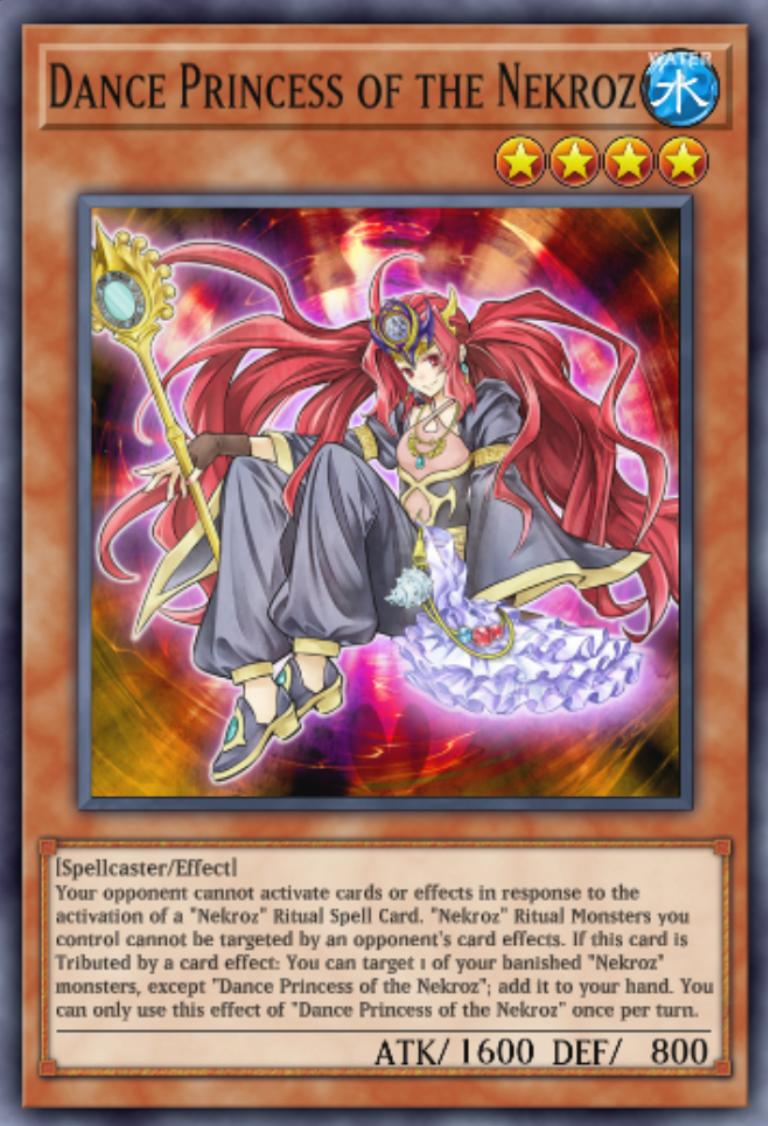 DANCE PRINCESS OF THE NEKROZ
WATER
水
[Spellcaster/Effect]
Your opponent cannot activate cards or effects in response to the
activation of a "Nekroz" Ritual Spell Card. "Nekroz" Ritual Monsters you
control cannot be targeted by an opponent's card effects. If this card is
Tributed by a card effect: You can target 1 of your banished "Nekroz"
monsters, except "Dance Princess of the Nekroz"; add it to your hand. You
can only use this effect of "Dance Princess of the Nekroz" once per turn.
ATK/ 1600 DEF/ 800